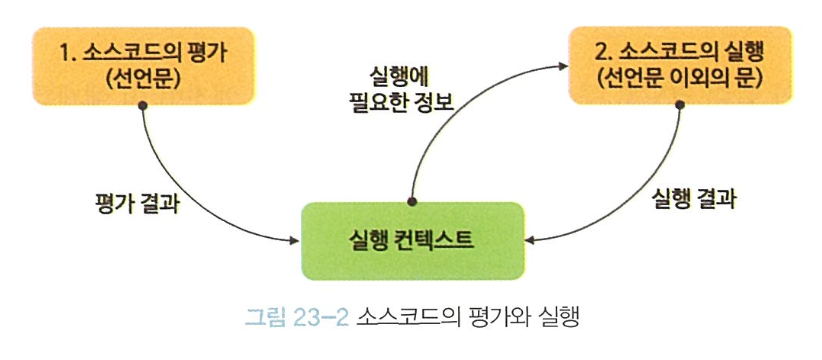 1. 소스코드의 평가
(선언문)
2. 소스코드의 실행
(선언문 이외의 문)
실행에
필요한 정보
평가 결과
실행 결과
실행 컨텍스트
그림 23-2 소스코드의 평가와 실행